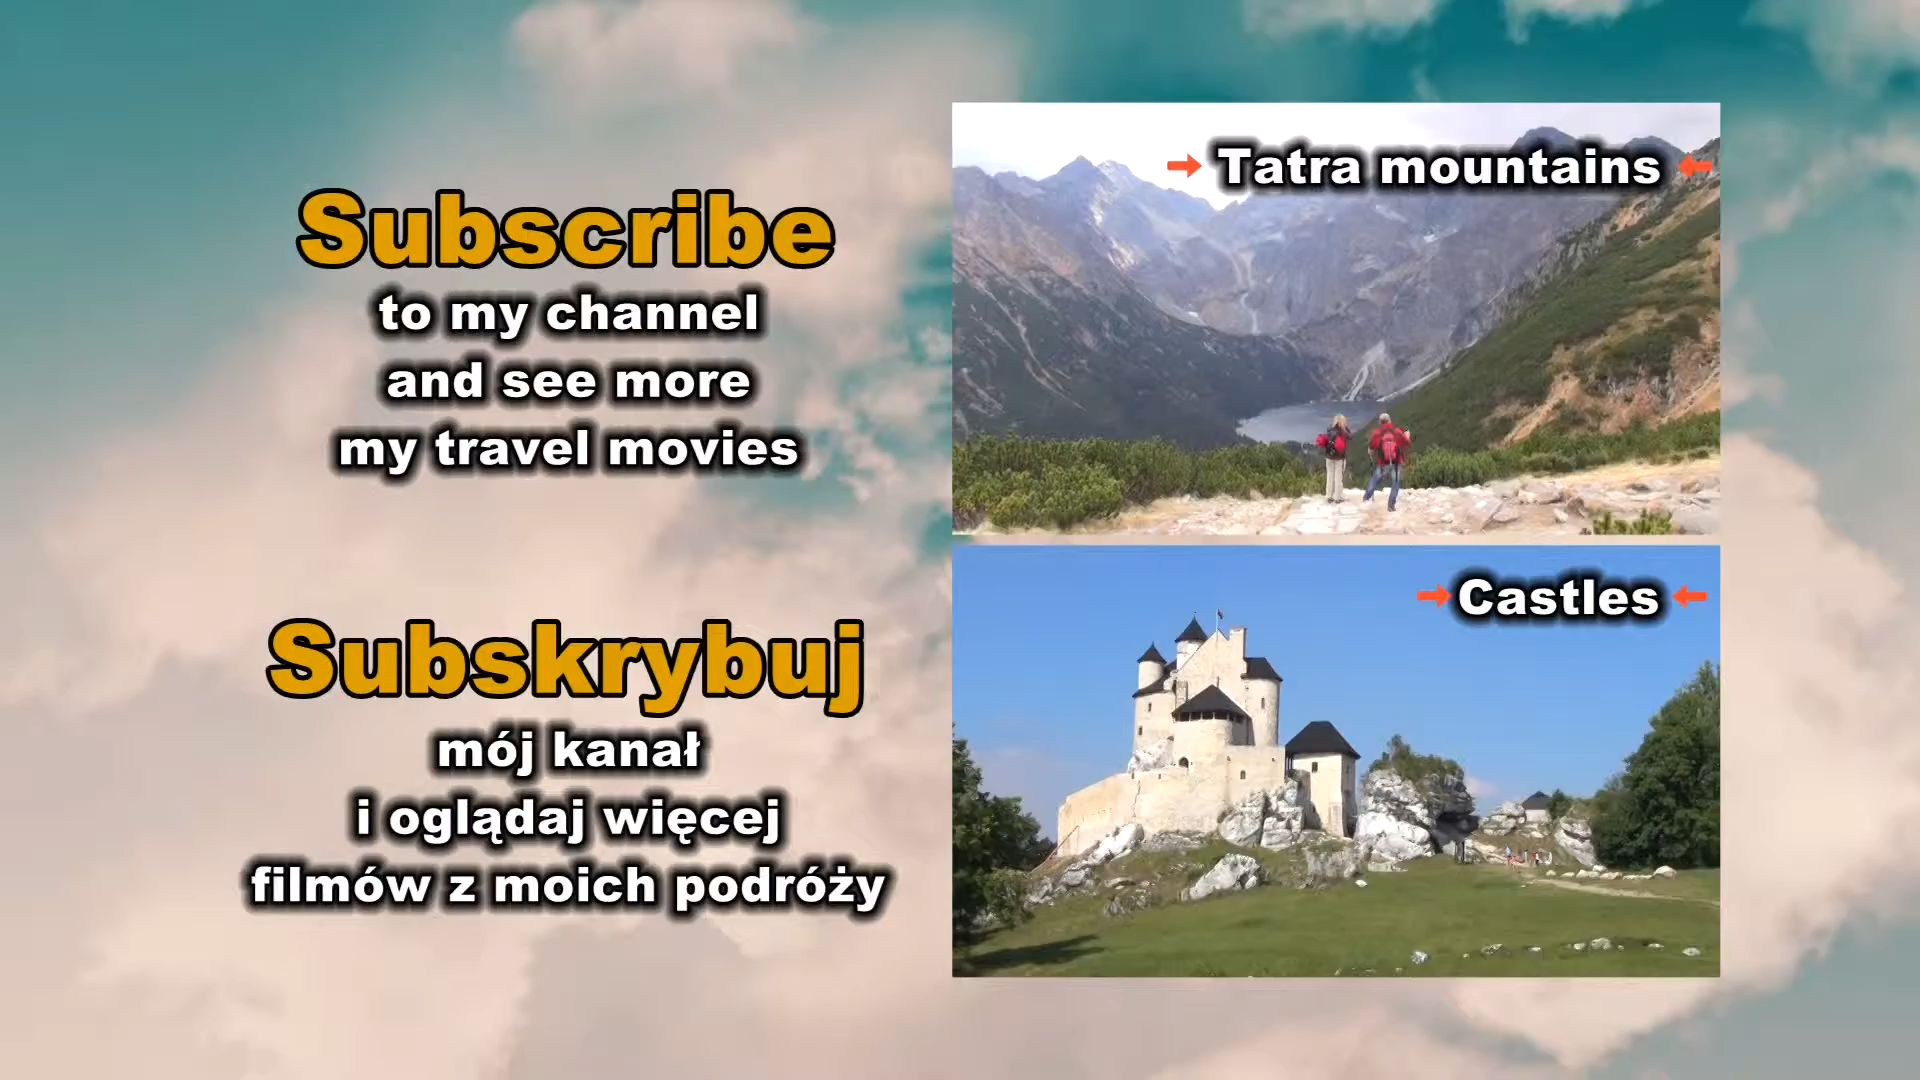 Subscribe
to my channel
and see more
my travel movies
Subskrybuj
mój kanał
i oglądaj więcej
filmów z moich podróży
Tatra mountains
Castles